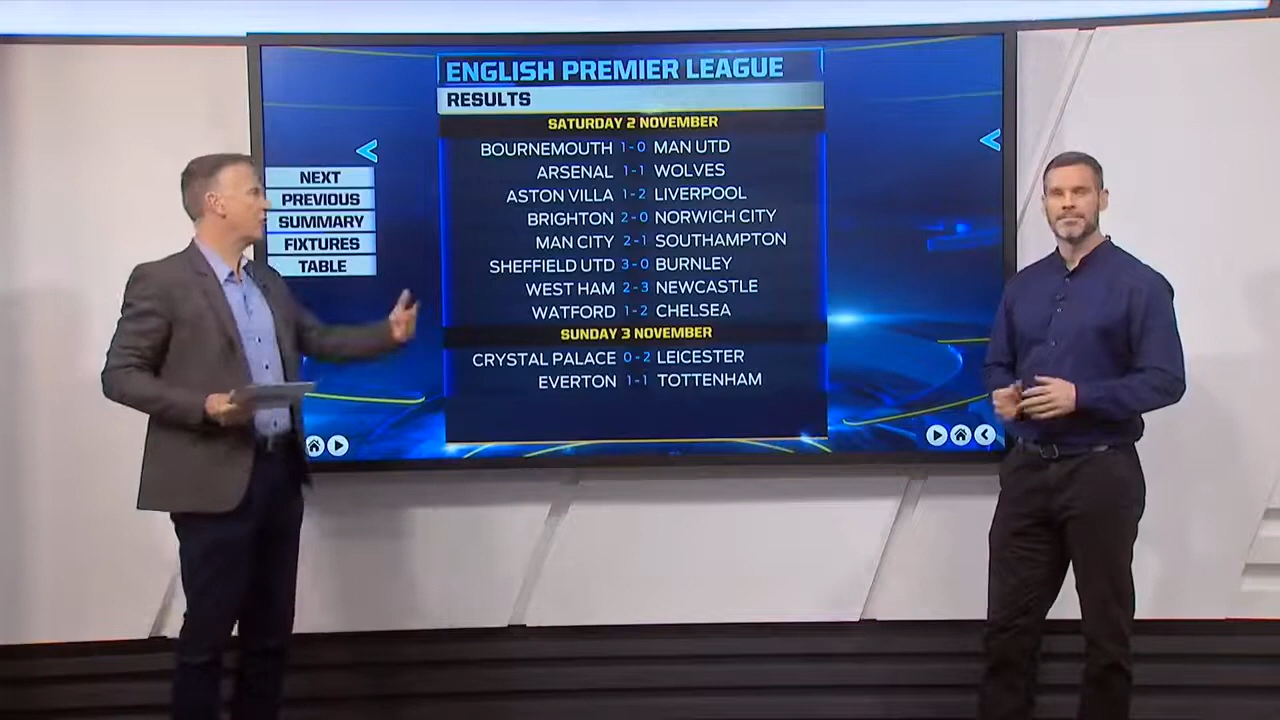 ENGLISH PREMIER LEAGUE
RESULTS
SATURDAY 2 NOVEMBER
BOURNEMOUTH 1-0 MAN UTD
ARSENAL 1-1 WOLVES
ASTON VILLA 1-2 LIVERPOOL
BRIGHTON 2-0 NORWICH CITY
MAN CITY 2-1 SOUTHAMPTON
SHEFFIELD UTD 3-0 BURNLEY
WEST HAM 2-3 NEWCASTLE
WATFORD 1-2 CHELSEA
SUNDAY 3 NOVEMBER
CRYSTAL PALACE 0-2 LEICESTER
EVERTON 1-1 TOTTENHAM
NEXT
PREVIOUS
SUMMARY
FIXTURES
TABLE